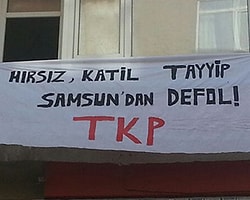 HIRSIZ, KATİL TAYYİP
SAMSUN'DAN DEFOL!
TKP